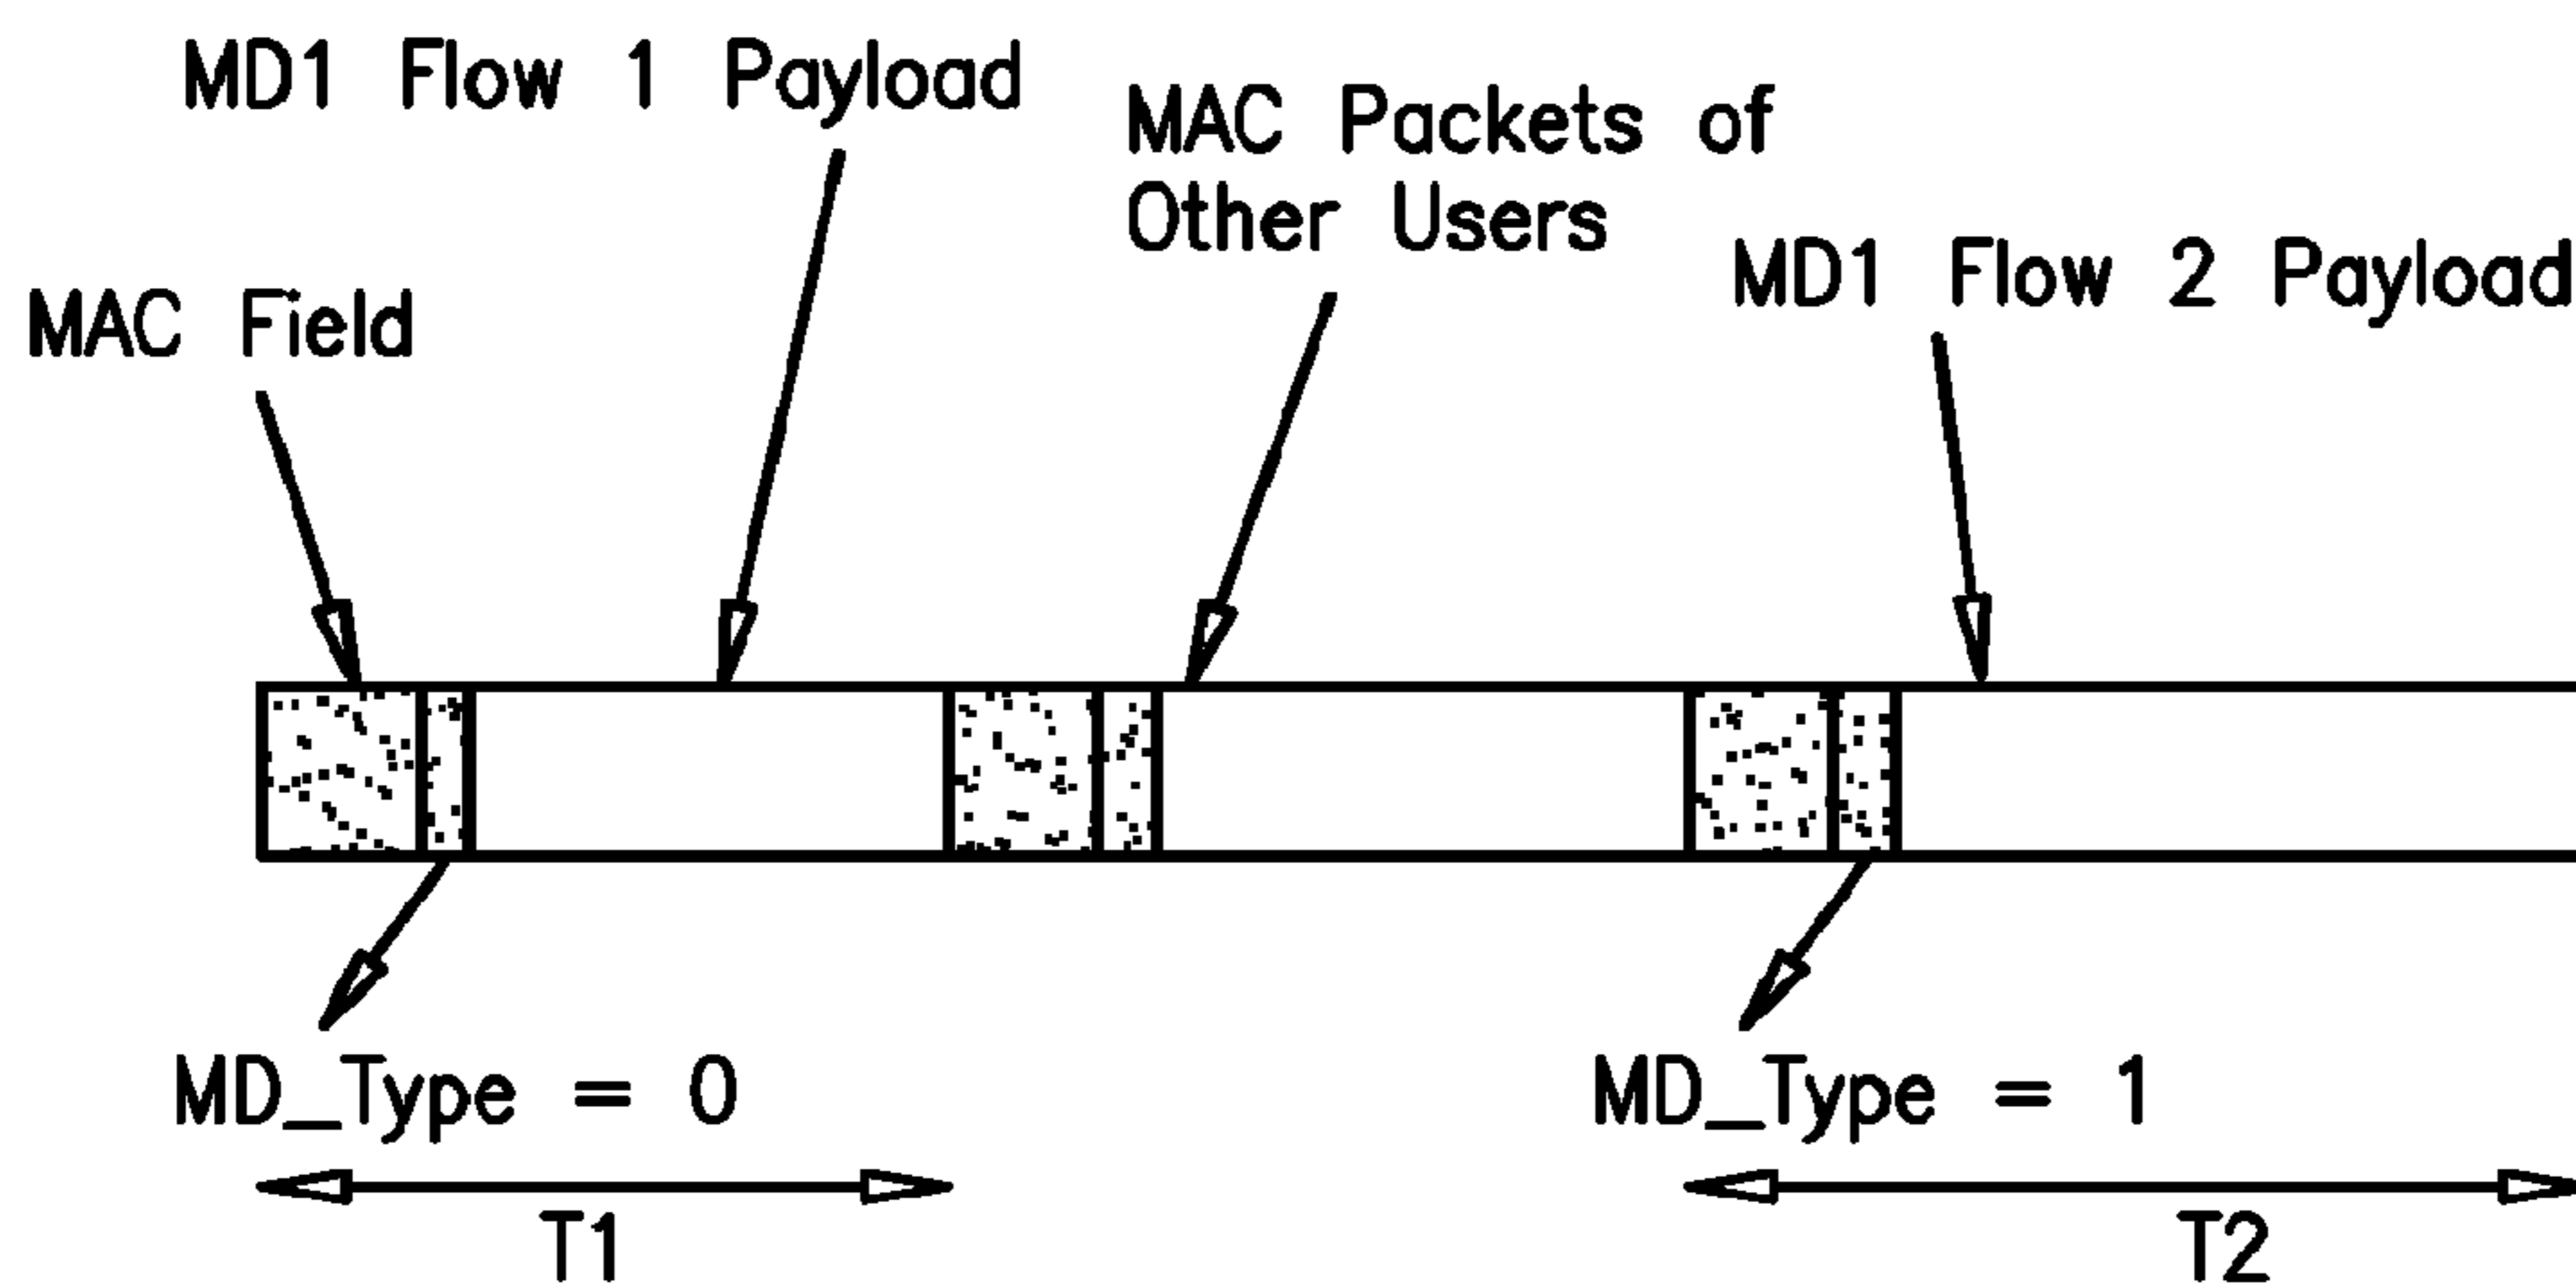 MD1 Flow 1 Payload
MAC Packets of
Other Users
MD1 Flow 2 Payload
MAC Field
MD_Type = 0
MD_Type = 1
T1
T2